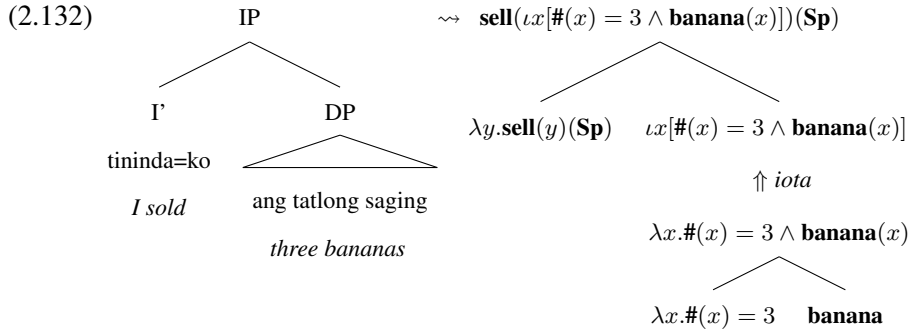 (2.132) IP ⇝ sell(ιx[#(x) = 3 ∧ banana(x)])(Sp)
I' DP λy.sell(y)(Sp) ιx[#(x) = 3 ∧ banana(x)]
tininda=ko
⇑ iota
I sold ang tatlong saging
three bananas λx.#(x) = 3 ∧ banana(x)
λx.#(x) = 3 banana